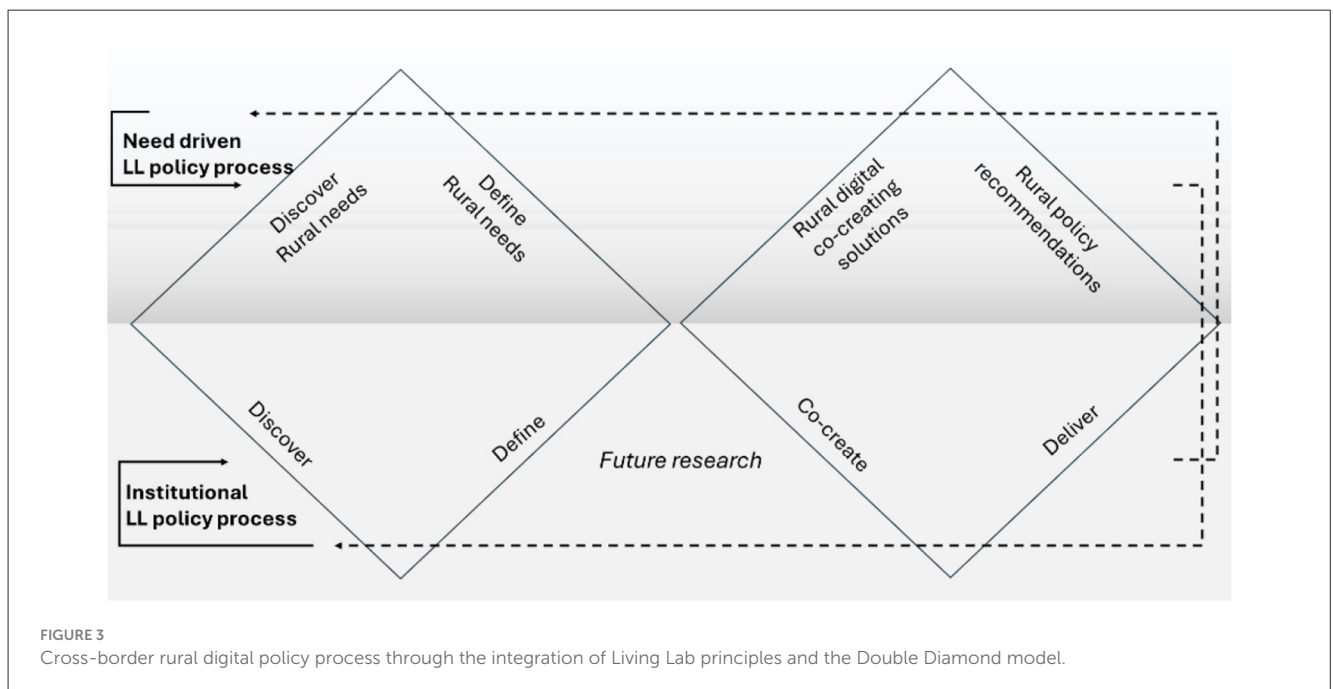 Need driven
LL policy process
Discover
Rural needs
Define
Rural needs
Rural digital
co-creating
solutions
Rural policy
recommendations
Discover
Define
Future research
Co-create
Deliver
Institutional
LL policy process
FIGURE 3
Cross-border rural digital policy process through the integration of Living Lab principles and the Double Diamond model.